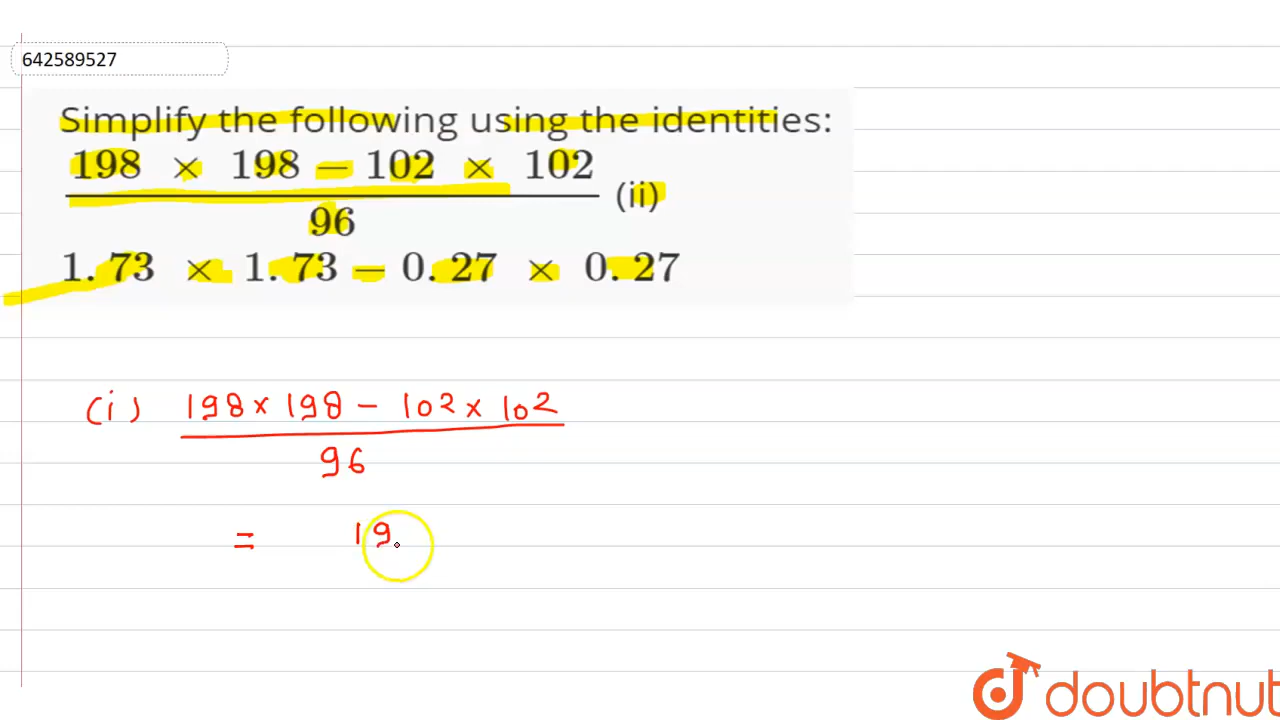 642589527
Simplify the following using the identities:
198 × 198 − 102 × 102
96
(ii)
1. 73 × 1. 73 − 0. 27 × 0. 27
(i) 198 × 198 − 102 × 102
96
= 19
doubtnut